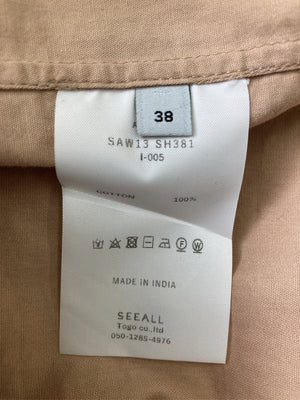 38
SAW13 SH381
I-005
COTTON 100%
MADE IN INDIA
SEEALL
Togo co.,ltd
050-1285-4976